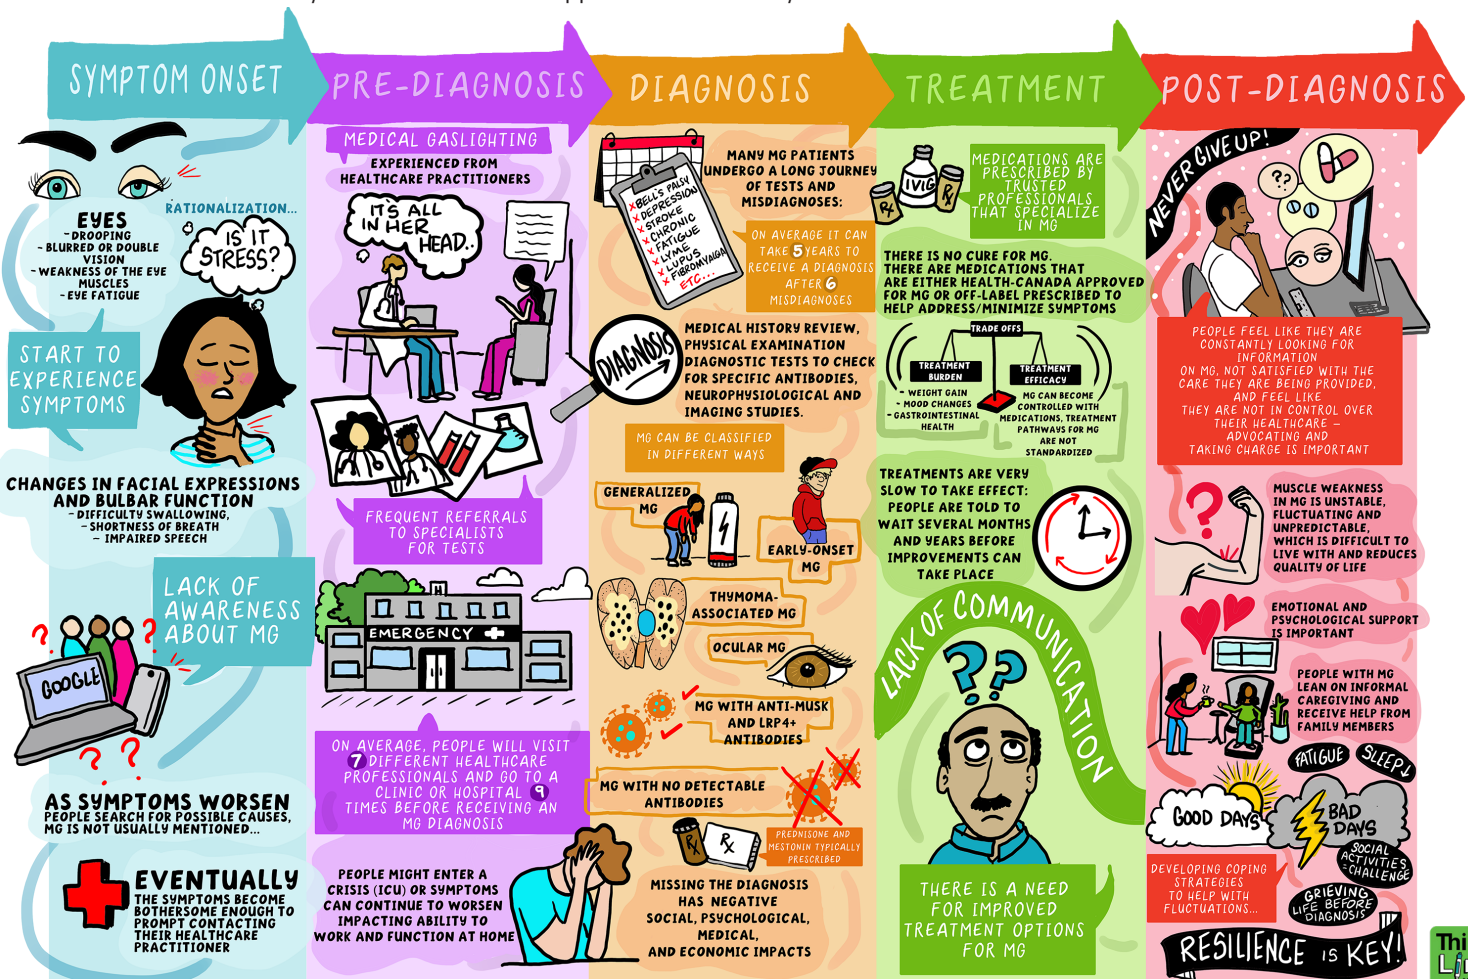 SYMPTOM ONSET
EYES
- DROOPING
- BLURRED OR DOUBLE
VISION
- WEAKNESS OF THE EYE
MUSCLES
- EYE FATIGUE
RATIONALIZATION...
IS IT
STRESS?
START TO
EXPERIENCE
SYMPTOMS
CHANGES IN FACIAL EXPRESSIONS
AND BULBAR FUNCTION
- DIFFICULTY SWALLOWING,
- SHORTNESS OF BREATH
- IMPAIRED SPEECH
LACK OF
AWARENESS
ABOUT MG
GOOGLE
AS SYMPTOMS WORSEN
PEOPLE SEARCH FOR POSSIBLE CAUSES,
MG IS NOT USUALLY MENTIONED...
EVENTUALLY
THE SYMPTOMS BECOME
BOTHERSOME ENOUGH TO
PROMPT CONTACTING
THEIR HEALTHCARE
PRACTITIONER
PRE-DIAGNOSIS
MEDICAL GASLIGHTING
EXPERIENCED FROM
HEALTHCARE PRACTITIONERS
IT'S ALL
IN HER
HEAD..
FREQUENT REFERRALS
TO SPECIALISTS
FOR TESTS
EMERGENCY
ON AVERAGE, PEOPLE WILL VISIT
7 DIFFERENT HEALTHCARE
PROFESSIONALS AND GO TO A
CLINIC OR HOSPITAL 9
TIMES BEFORE RECEIVING AN
MG DIAGNOSIS
PEOPLE MIGHT ENTER A
CRISIS (ICU) OR SYMPTOMS
CAN CONTINUE TO WORSEN
IMPACTING ABILITY TO
WORK AND FUNCTION AT HOME
DIAGNOSIS
X BELL'S PALSY
X DEPRESSION
X STROKE
X CHRONIC
X FATIGUE
X LYME
X LUPUS
X FIBROMYALGIA
ETC...
MANY MG PATIENTS
UNDERGO A LONG JOURNEY
OF TESTS AND
MISDIAGNOSES:
ON AVERAGE IT CAN
TAKE 5 YEARS TO
RECEIVE A DIAGNOSIS
AFTER 6
MISDIAGNOSES
DIAGNOSIS
MEDICAL HISTORY REVIEW,
PHYSICAL EXAMINATION
DIAGNOSTIC TESTS TO CHECK
FOR SPECIFIC ANTIBODIES,
NEUROPHYSIOLOGICAL AND
IMAGING STUDIES.
MG CAN BE CLASSIFIED
IN DIFFERENT WAYS
GENERALIZED
MG
EARLY-ONSET
MG
THYMOMA-
ASSOCIATED MG
OCULAR MG
MG WITH ANTI-MUSK
AND LRP4+
ANTIBODIES
MG WITH NO DETECTABLE
ANTIBODIES
RX
RX
PREDNISONE AND
MESTONIN TYPICALLY
PRESCRIBED
MISSING THE DIAGNOSIS
HAS NEGATIVE
SOCIAL, PSYCHOLOGICAL,
MEDICAL,
AND ECONOMIC IMPACTS
TREATMENT
RX
IVIG
RX
MEDICATIONS ARE
PRESCRIBED BY
TRUSTED
PROFESSIONALS
THAT SPECIALIZE
IN MG
THERE IS NO CURE FOR MG.
THERE ARE MEDICATIONS THAT
ARE EITHER HEALTH-CANADA APPROVED
FOR MG OR OFF-LABEL PRESCRIBED TO
HELP ADDRESS/MINIMIZE SYMPTOMS
TRADE OFFS
TREATMENT
BURDEN
- WEIGHT GAIN
- MOOD CHANGES
- GASTROINTESTINAL
HEALTH
TREATMENT
EFFICACY
MG CAN BECOME
CONTROLLED WITH
MEDICATIONS, TREATMENT
PATHWAYS FOR MG
ARE NOT
STANDARDIZED
TREATMENTS ARE VERY
SLOW TO TAKE EFFECT:
PEOPLE ARE TOLD TO
WAIT SEVERAL MONTHS
AND YEARS BEFORE
IMPROVEMENTS CAN
TAKE PLACE
LACK OF COMMUNICATION
??
THERE IS A NEED
FOR IMPROVED
TREATMENT OPTIONS
FOR MG
POST-DIAGNOSIS
NEVER GIVE UP!
??
PEOPLE FEEL LIKE THEY ARE
CONSTANTLY LOOKING FOR
INFORMATION
ON MG, NOT SATISFIED WITH THE
CARE THEY ARE BEING PROVIDED,
AND FEEL LIKE
THEY ARE NOT IN CONTROL OVER
THEIR HEALTHCARE –
ADVOCATING AND
TAKING CHARGE IS IMPORTANT
?
MUSCLE WEAKNESS
IN MG IS UNSTABLE,
FLUCTUATING AND
UNPREDICTABLE,
WHICH IS DIFFICULT TO
LIVE WITH AND REDUCES
QUALITY OF LIFE
EMOTIONAL AND
PSYCHOLOGICAL SUPPORT
IS IMPORTANT
PEOPLE WITH MG
LEAN ON INFORMAL
CAREGIVING AND
RECEIVE HELP FROM
FAMILY MEMBERS
FATIGUE
SLEEP↓
GOOD DAYS
BAD
DAYS
SOCIAL
ACTIVITIES
=CHALLENGE
DEVELOPING COPING
STRATEGIES
TO HELP WITH
FLUCTUATIONS...
GRIEVING
LIFE BEFORE
DIAGNOSIS
RESILIENCE IS KEY!